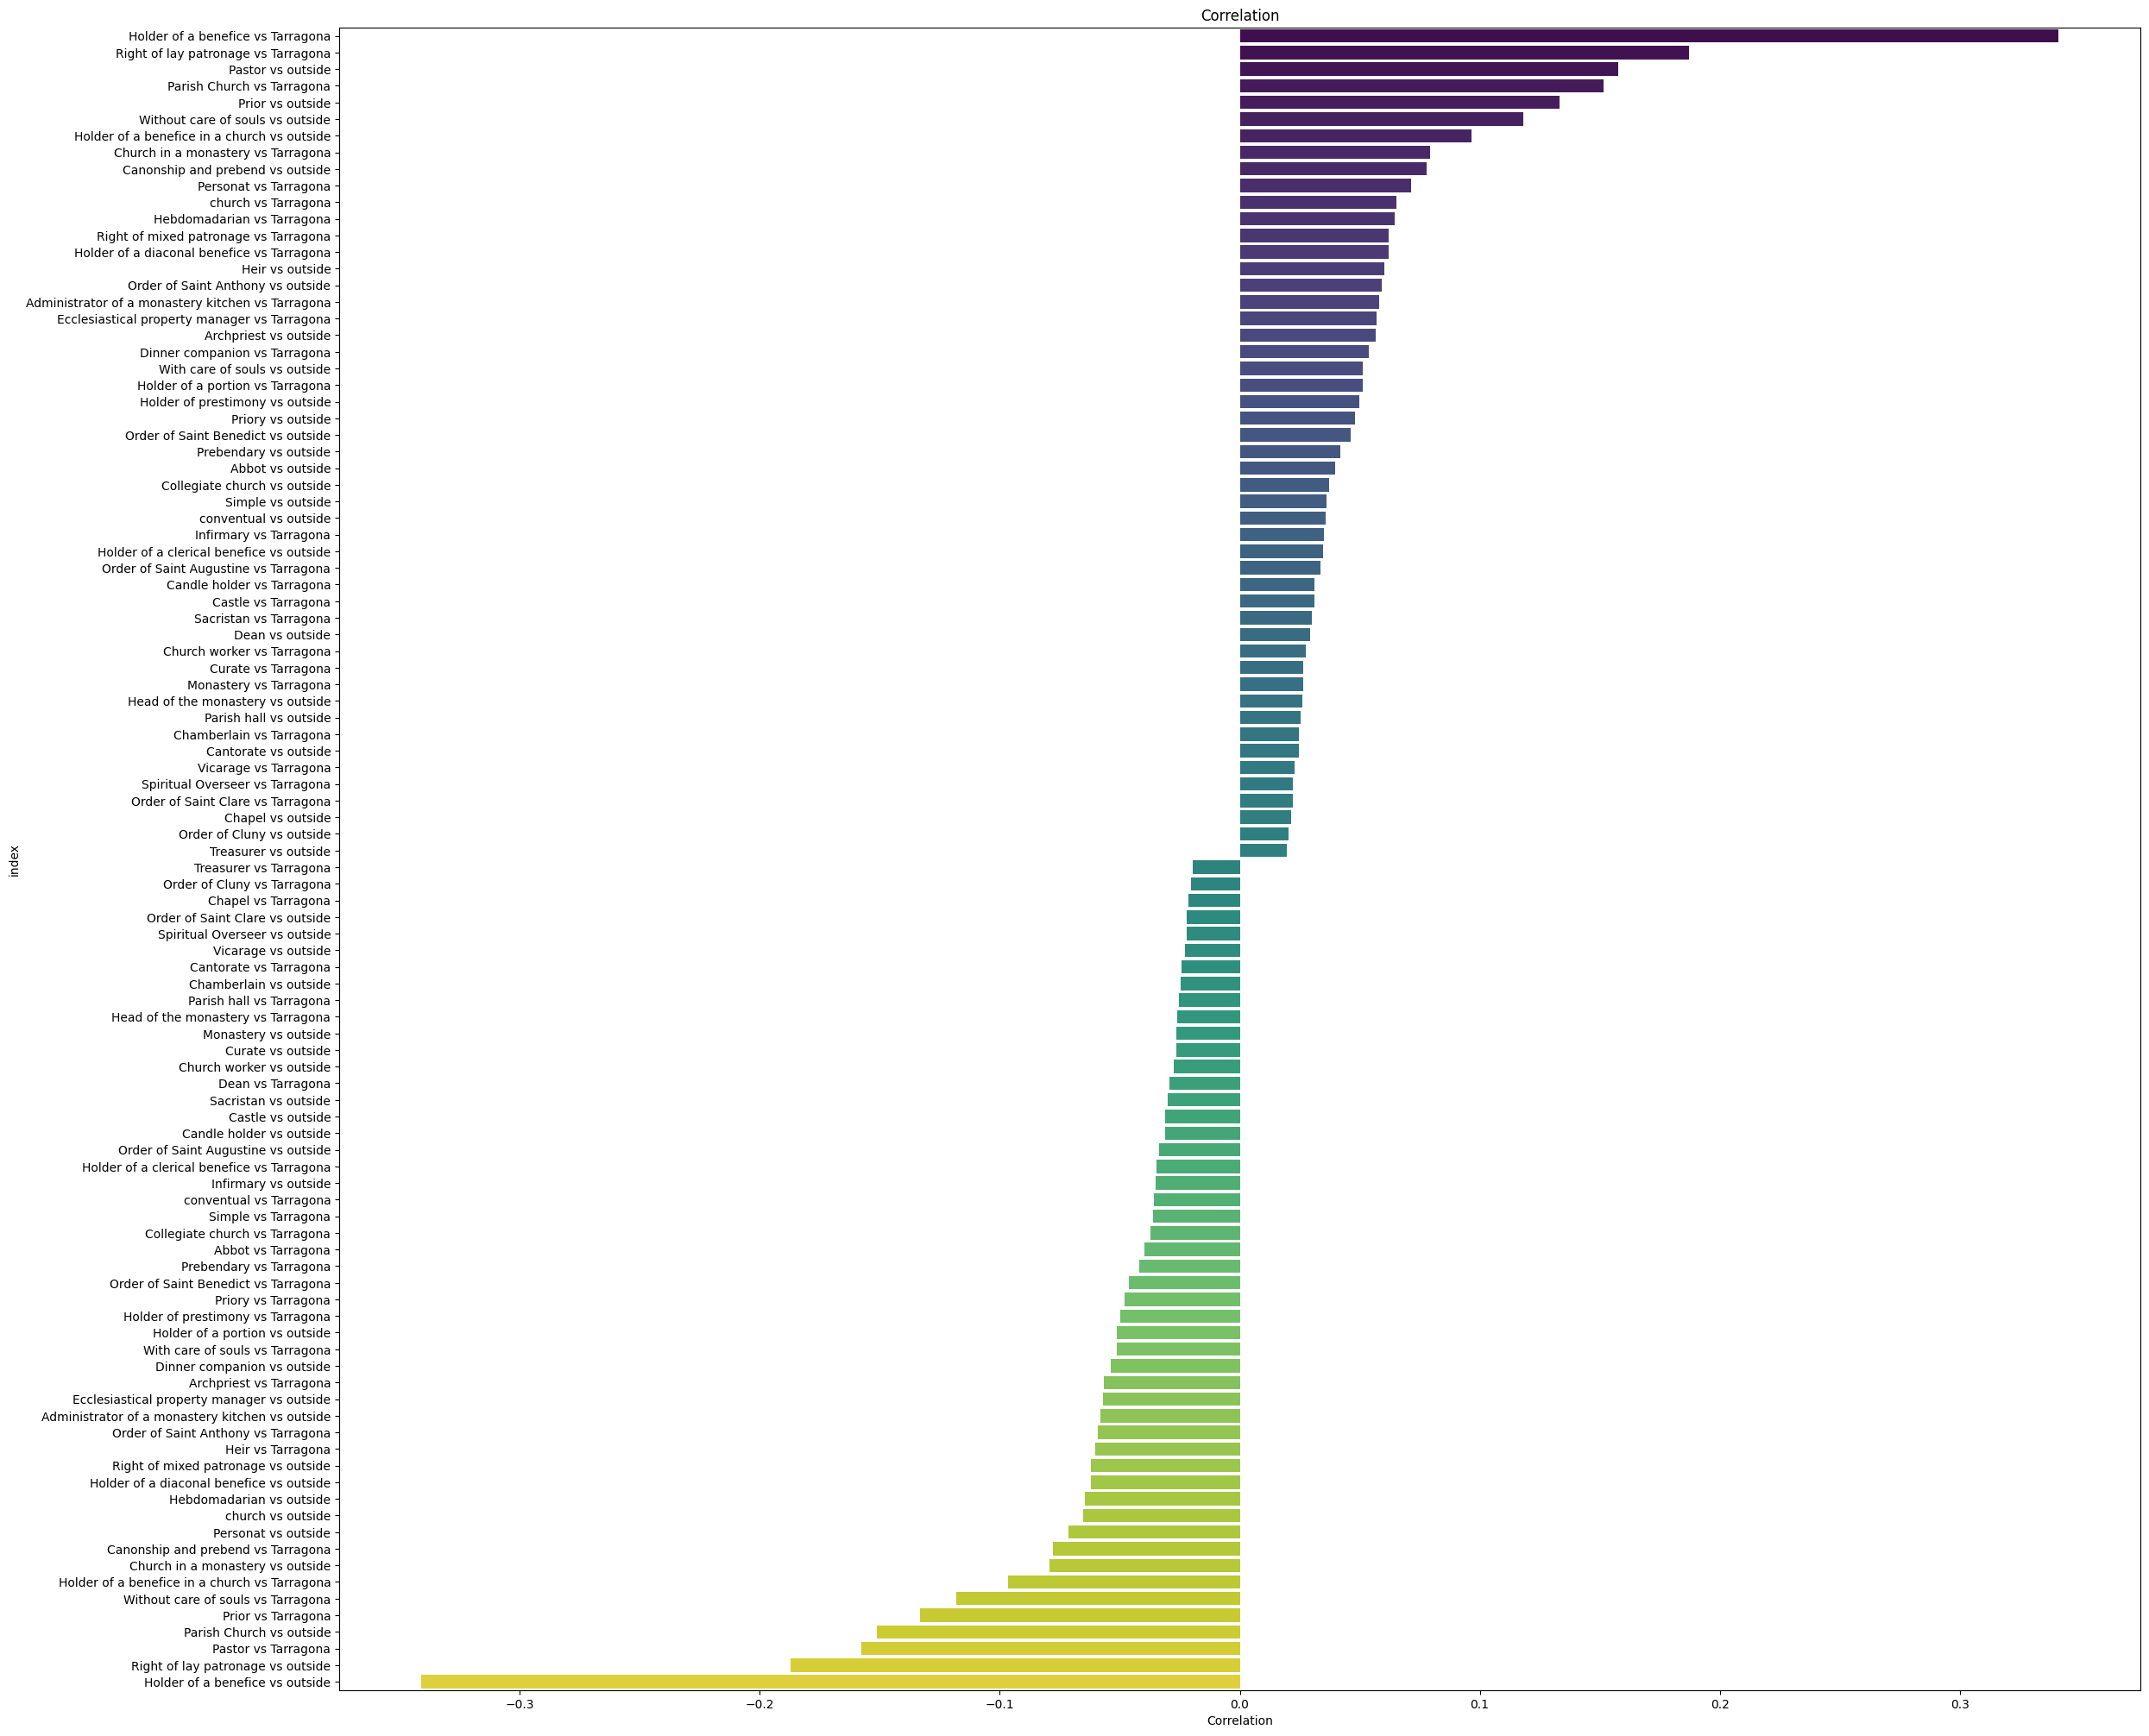 Correlation
Holder of a benefice vs Tarragona
Right of lay patronage vs Tarragona
Pastor vs outside
Parish Church vs Tarragona
Prior vs outside
Without care of souls vs outside
Holder of a benefice in a church vs outside
Church in a monastery vs Tarragona
Canonship and prebend vs outside
Personat vs Tarragona
church vs Tarragona
Hebdomadarian vs Tarragona
Right of mixed patronage vs Tarragona
Holder of a diaconal benefice vs Tarragona
Heir vs outside
Order of Saint Anthony vs outside
Administrator of a monastery kitchen vs Tarragona
Ecclesiastical property manager vs Tarragona
Archpriest vs outside
Dinner companion vs Tarragona
With care of souls vs outside
Holder of a portion vs Tarragona
Holder of prestimony vs outside
Priory vs outside
Order of Saint Benedict vs outside
Prebendary vs outside
Abbot vs outside
Collegiate church vs outside
Simple vs outside
conventual vs outside
Infirmary vs Tarragona
Holder of a clerical benefice vs outside
Order of Saint Augustine vs Tarragona
Candle holder vs Tarragona
Castle vs Tarragona
Sacristan vs Tarragona
Dean vs outside
Church worker vs Tarragona
Curate vs Tarragona
Monastery vs Tarragona
Head of the monastery vs outside
Parish hall vs outside
Chamberlain vs Tarragona
Cantorate vs outside
Vicarage vs Tarragona
Spiritual Overseer vs Tarragona
Order of Saint Clare vs Tarragona
Chapel vs outside
Order of Cluny vs outside
Treasurer vs outside
Treasurer vs Tarragona
Order of Cluny vs Tarragona
Chapel vs Tarragona
Order of Saint Clare vs outside
Spiritual Overseer vs outside
Vicarage vs outside
Cantorate vs Tarragona
Chamberlain vs outside
Parish hall vs Tarragona
Head of the monastery vs Tarragona
Monastery vs outside
Curate vs outside
Church worker vs outside
Dean vs Tarragona
Sacristan vs outside
Castle vs outside
Candle holder vs outside
Order of Saint Augustine vs outside
Holder of a clerical benefice vs Tarragona
Infirmary vs outside
conventual vs Tarragona
Simple vs Tarragona
Collegiate church vs Tarragona
Abbot vs Tarragona
Prebendary vs Tarragona
Order of Saint Benedict vs Tarragona
Priory vs Tarragona
Holder of prestimony vs Tarragona
Holder of a portion vs outside
With care of souls vs Tarragona
Dinner companion vs outside
Archpriest vs Tarragona
Ecclesiastical property manager vs outside
Administrator of a monastery kitchen vs outside
Order of Saint Anthony vs Tarragona
Heir vs Tarragona
Right of mixed patronage vs outside
Holder of a diaconal benefice vs outside
Hebdomadarian vs outside
church vs outside
Personat vs outside
Canonship and prebend vs Tarragona
Church in a monastery vs outside
Holder of a benefice in a church vs Tarragona
Without care of souls vs Tarragona
Prior vs Tarragona
Parish Church vs outside
Pastor vs Tarragona
Right of lay patronage vs outside
Holder of a benefice vs outside
index
−0.3 −0.2 −0.1 0.0 0.1 0.2 0.3
Correlation